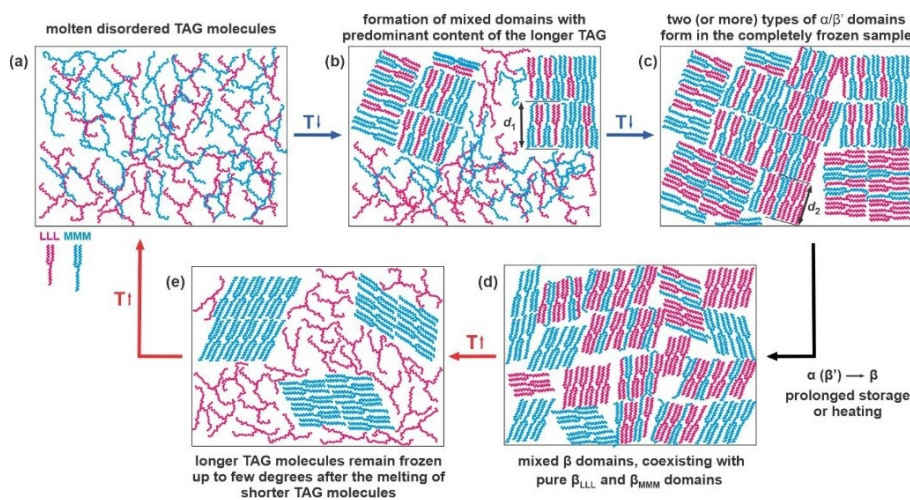 molten disordered TAG molecules
(a)
LLL MMM
T↓
formation of mixed domains with
predominant content of the longer TAG
(b)
d1
T↓
two (or more) types of α/β' domains
form in the completely frozen sample
(c)
d2
α (β') → β
prolonged storage
or heating
(d)
mixed β domains, coexisting with
pure βLLL and βMMM domains
T↑
(e)
longer TAG molecules remain frozen
up to few degrees after the melting of
shorter TAG molecules
T↑